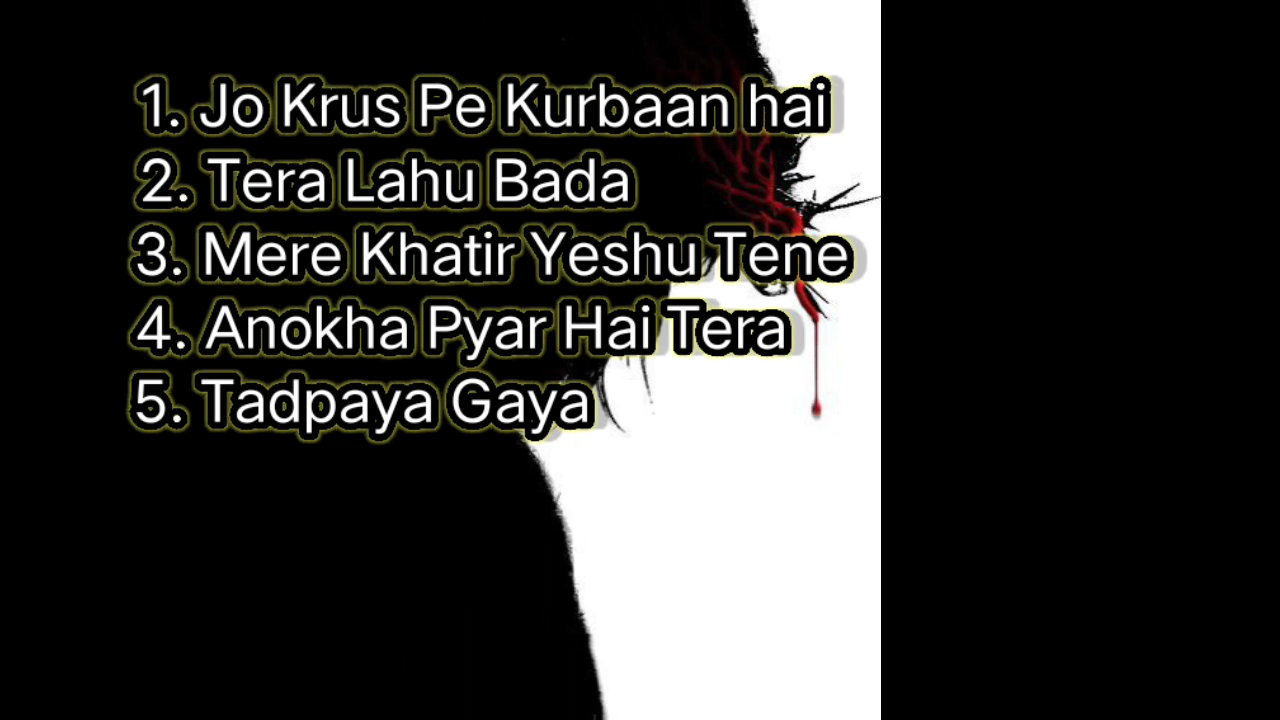 1. Jo Krus Pe Kurbaan hai
2. Tera Lahu Bada
3. Mere Khatir Yeshu Tene
4. Anokha Pyar Hai Tera
5. Tadpaya Gaya